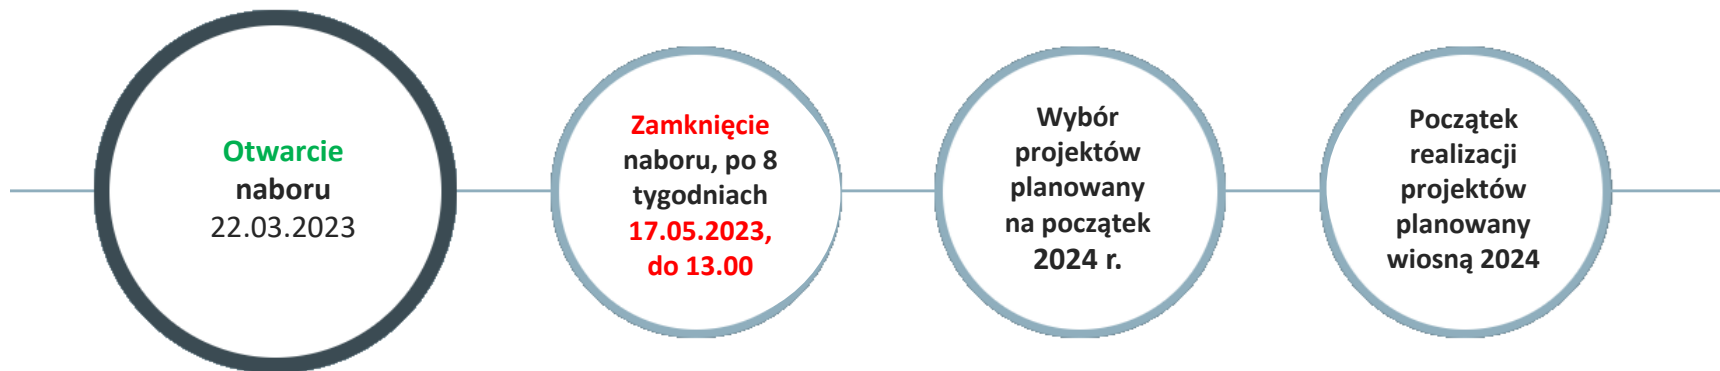 Otwarcie
naboru
22.03.2023
Zamknięcie
naboru, po 8
tygodniach
17.05.2023,
do 13.00
Wybór
projektów
planowany
na początek
2024 r.
Początek
realizacji
projektów
planowany
wiosną 2024